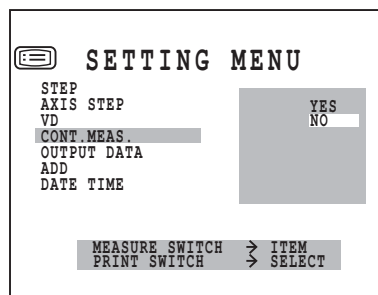 SETTING MENU
STEP
AXIS STEP
VD
CONT.MEAS.
OUTPUT DATA
ADD
DATE TIME
YES
NO
MEASURE SWITCH → ITEM
PRINT SWITCH → SELECT